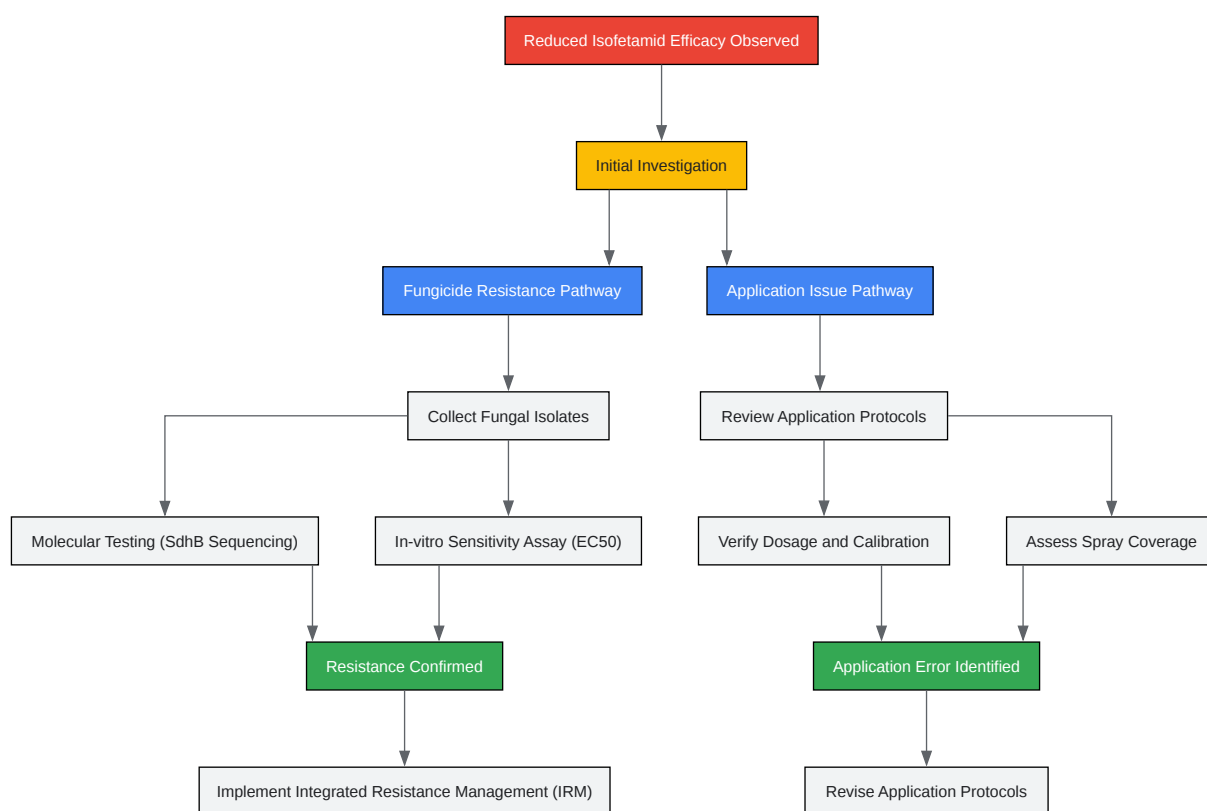 Reduced Isofetamid Efficacy Observed
Initial Investigation
Fungicide Resistance Pathway
Application Issue Pathway
Collect Fungal Isolates
Review Application Protocols
Molecular Testing (SdhB Sequencing)
In-vitro Sensitivity Assay (EC50)
Verify Dosage and Calibration
Assess Spray Coverage
Resistance Confirmed
Application Error Identified
Implement Integrated Resistance Management (IRM)
Revise Application Protocols